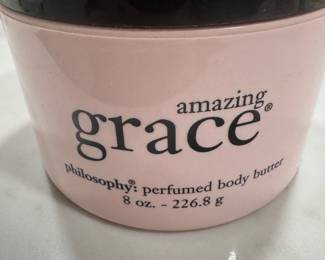 amazing
grace®
philosophy®: perfumed body butter
8 oz. - 226.8 g